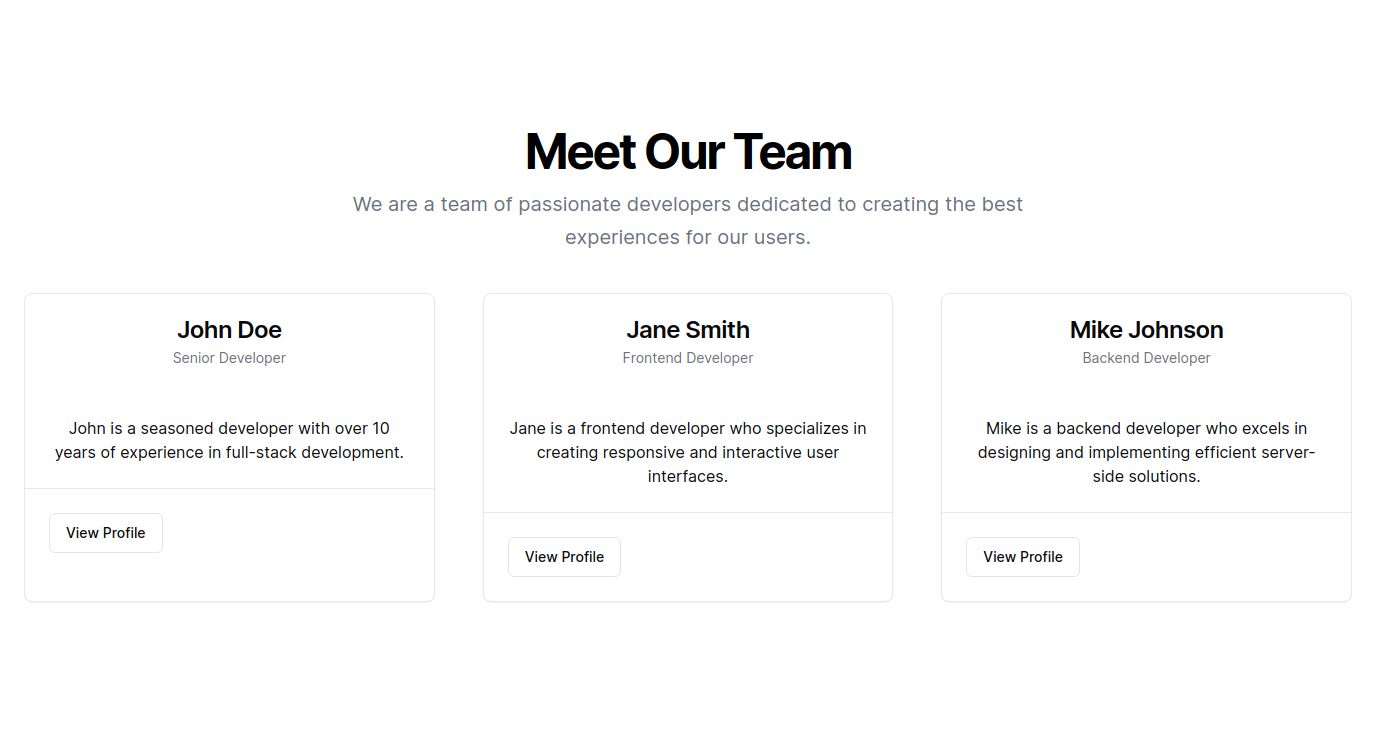 Meet Our Team
We are a team of passionate developers dedicated to creating the best
experiences for our users.
John Doe
Senior Developer
John is a seasoned developer with over 10
years of experience in full-stack development.
View Profile
Jane Smith
Frontend Developer
Jane is a frontend developer who specializes in
creating responsive and interactive user
interfaces.
View Profile
Mike Johnson
Backend Developer
Mike is a backend developer who excels in
designing and implementing efficient server-
side solutions.
View Profile